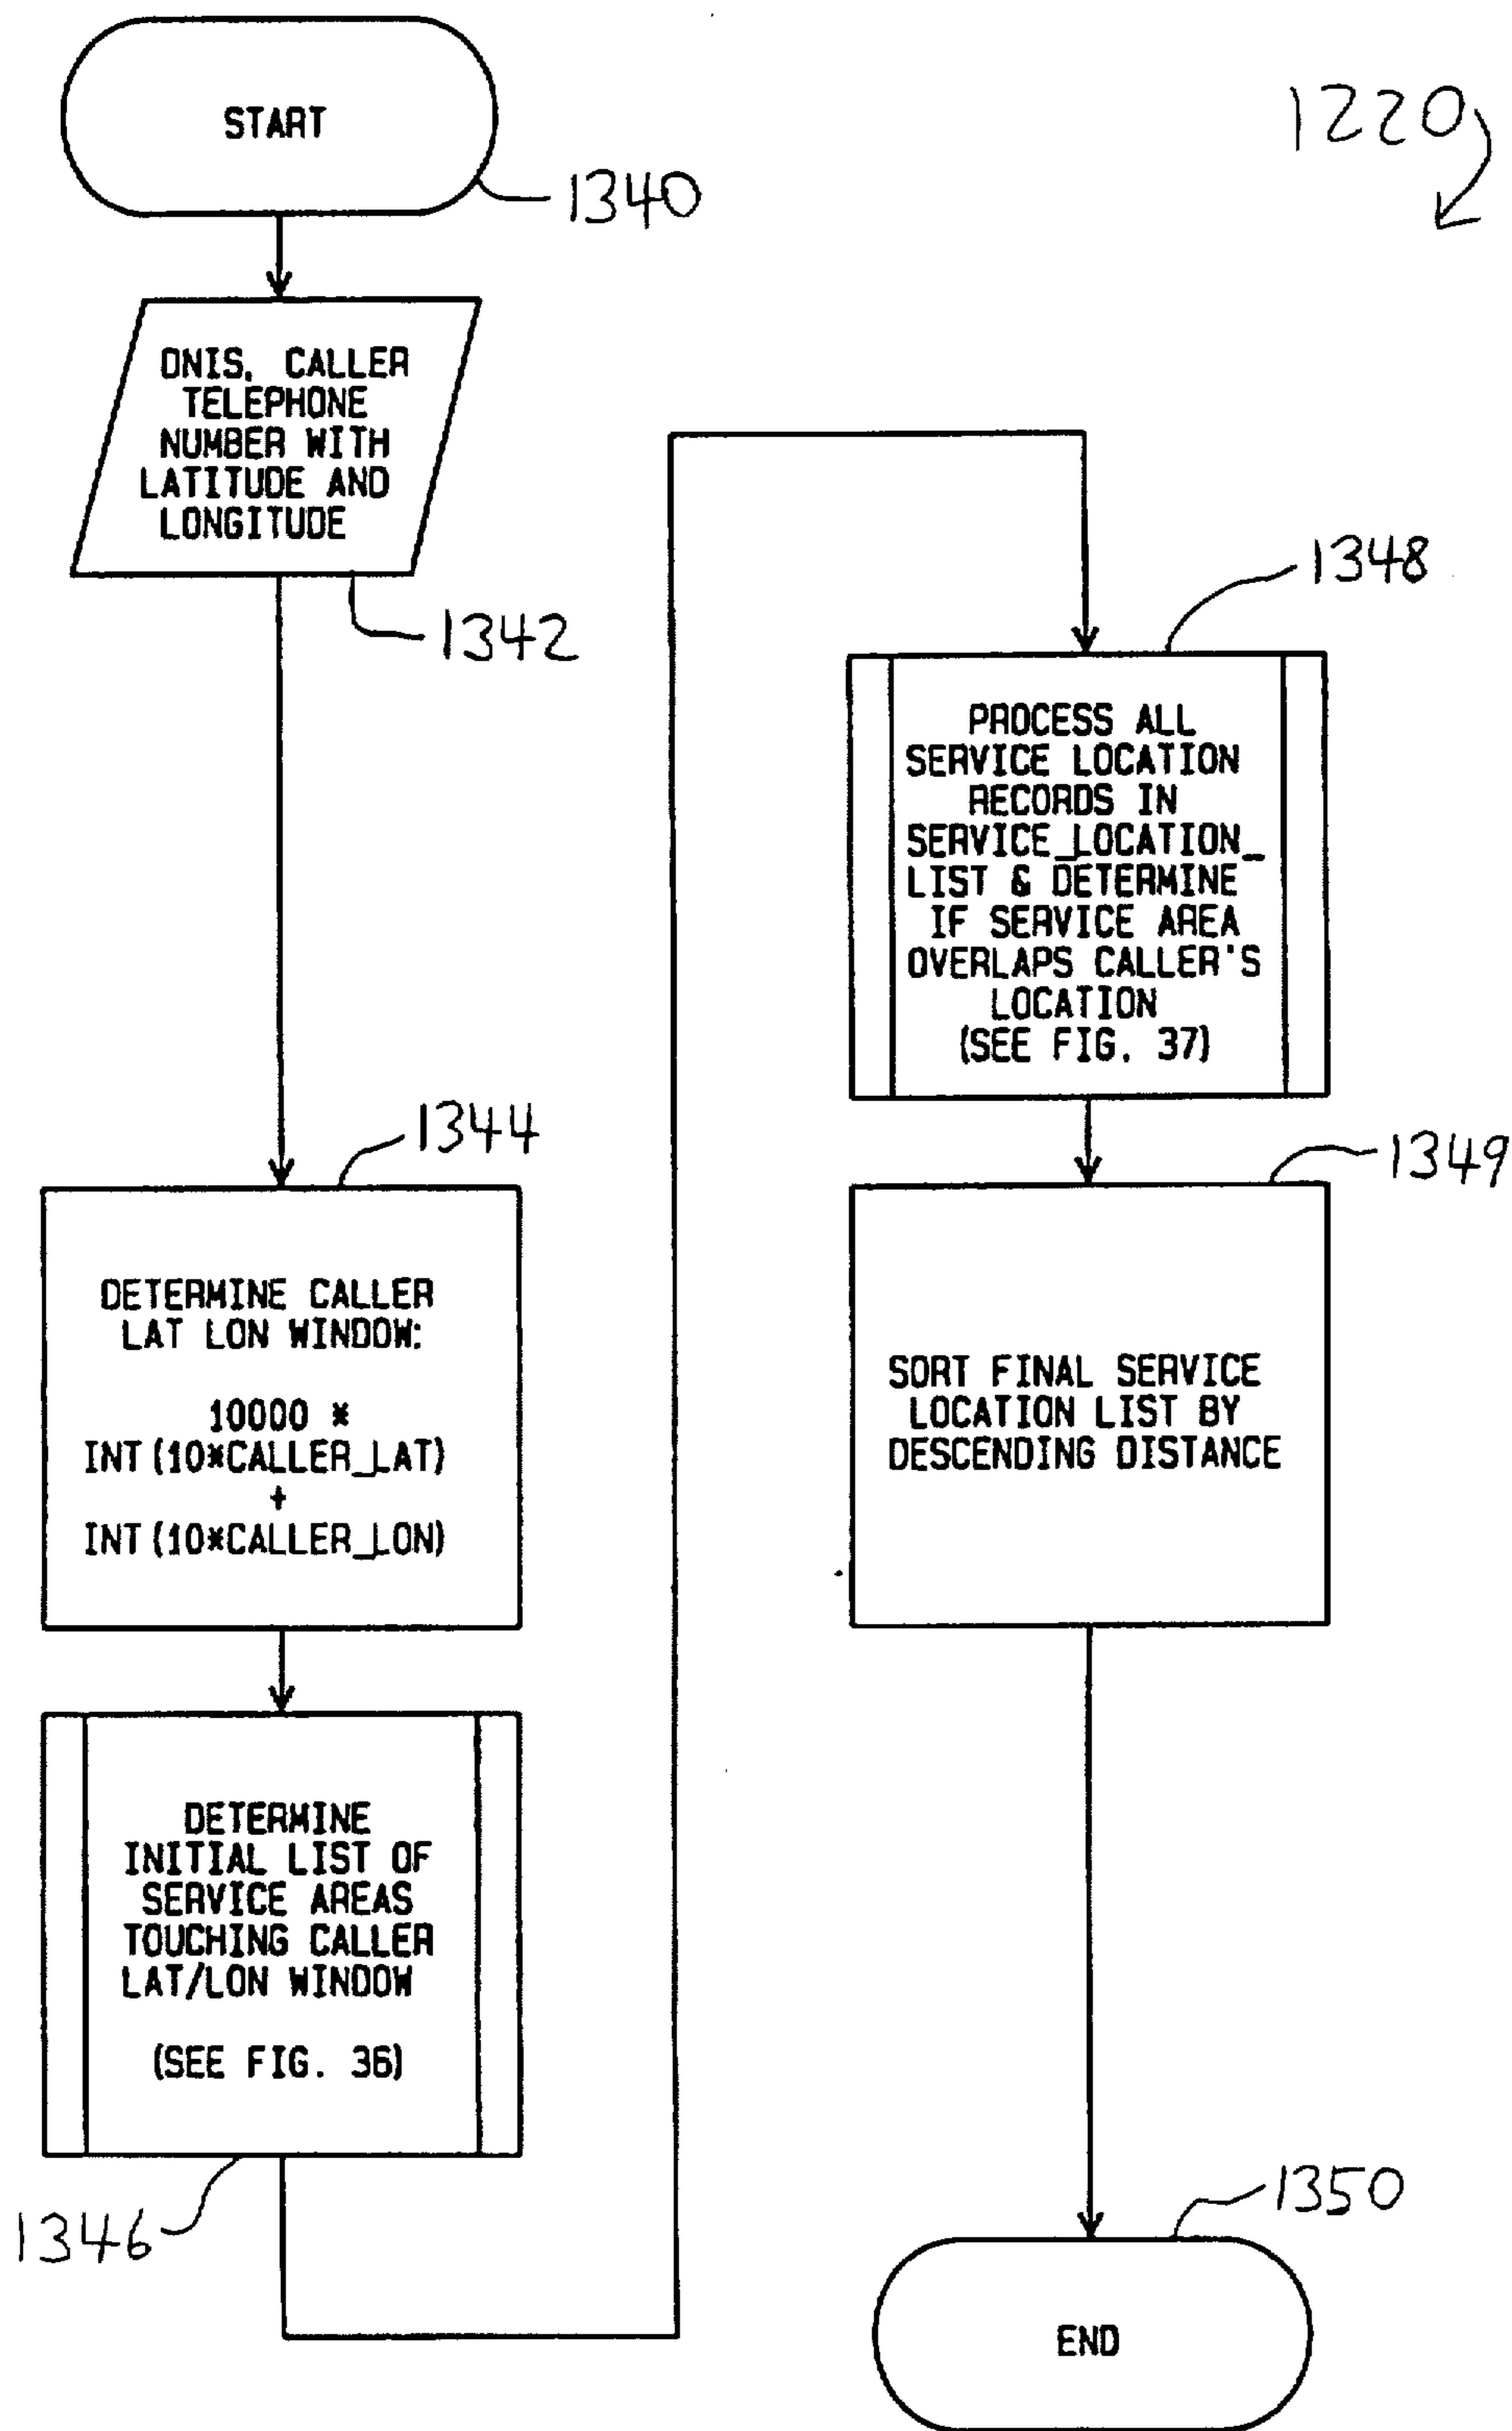 START
1340
1220
DNIS, CALLER
TELEPHONE
NUMBER WITH
LATITUDE AND
LONGITUDE
1342
1344
DETERMINE CALLER
LAT LON WINDOW:
10000 *
INT(10*CALLER_LAT)
+
INT(10*CALLER_LON)
DETERMINE
INITIAL LIST OF
SERVICE AREAS
TOUCHING CALLER
LAT/LON WINDOW
(SEE FIG. 36)
1346
1348
PROCESS ALL
SERVICE LOCATION
RECORDS IN
SERVICE_LOCATION_
LIST & DETERMINE
IF SERVICE AREA
OVERLAPS CALLER'S
LOCATION
(SEE FIG. 37)
1349
SORT FINAL SERVICE
LOCATION LIST BY
DESCENDING DISTANCE
1350
END